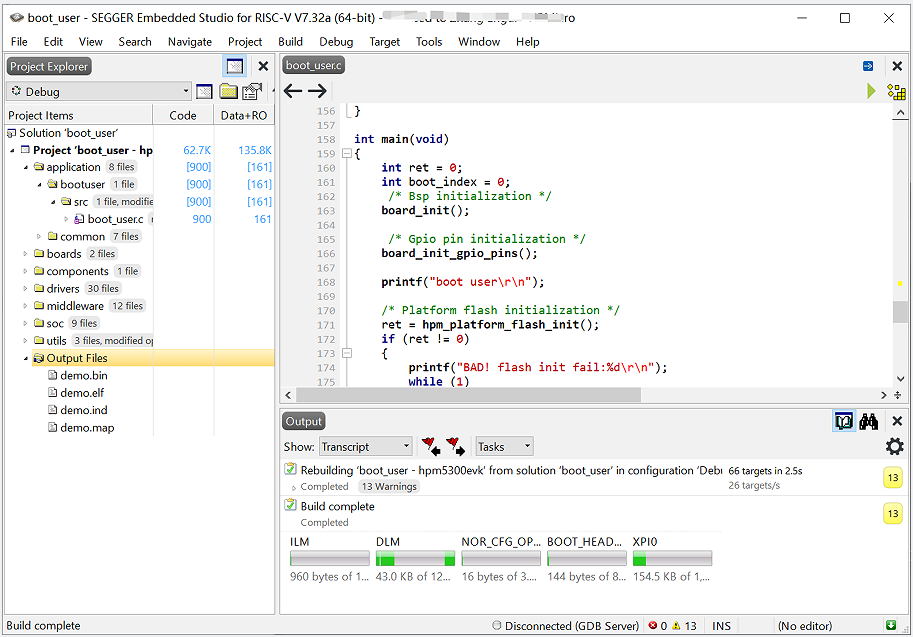 boot_user - SEGGER Embedded Studio for RISC-V V7.32a (64-bit) -
File Edit View Search Navigate Project Build Debug Target Tools Window Help
Project Explorer
Debug
Project Items Code Data+RO
Solution 'boot_user'
Project 'boot_user - hp 62.7K 135.8K
application 8 files [900] [161]
bootuser 1 file [900] [161]
src 1 file, modifie [900] [161]
boot_user.c 900 161
common 7 files
boards 2 files
components 1 file
drivers 30 files
middleware 12 files
soc 9 files
utils 3 files, modified op
Output Files
demo.bin
demo.elf
demo.ind
demo.map
boot_user.c
156 }
157
158 int main(void)
159 {
160 int ret = 0;
161 int boot_index = 0;
162 /* Bsp initialization */
163 board_init();
164
165 /* Gpio pin initialization */
166 board_init_gpio_pins();
167
168 printf("boot user\r\n");
169
170 /* Platform flash initialization */
171 ret = hpm_platform_flash_init();
172 if (ret != 0)
173 {
174 printf("BAD! flash init fail:%d\r\n");
175 while (1)
Output
Show: Transcript Tasks
Rebuilding 'boot_user - hpm5300evk' from solution 'boot_user' in configuration 'Debu 66 targets in 2.5s
Completed 13 Warnings 26 targets/s
13
Build complete
Completed
13
ILM DLM NOR_CFG_OP... BOOT_HEAD... XPI0
960 bytes of 1... 43.0 KB of 12... 16 bytes of 3.... 144 bytes of 8... 154.5 KB of 1,...
Build complete Disconnected (GDB Server) 0 13 INS (No editor)